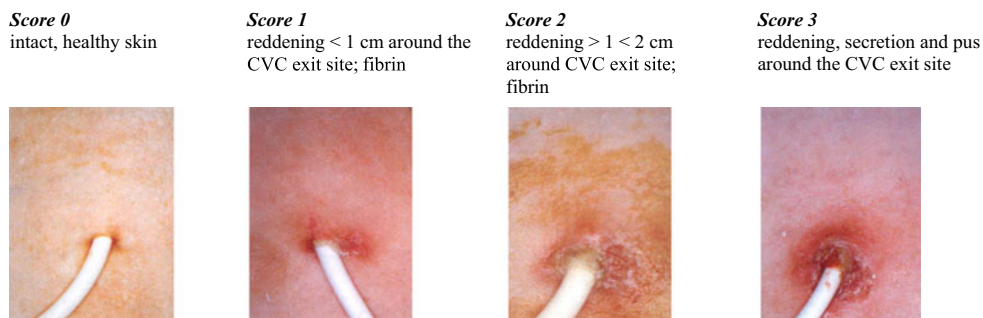 Score 0
intact, healthy skin
Score 1
reddening < 1 cm around the
CVC exit site; fibrin
Score 2
reddening > 1 < 2 cm
around CVC exit site;
fibrin
Score 3
reddening, secretion and pus
around the CVC exit site